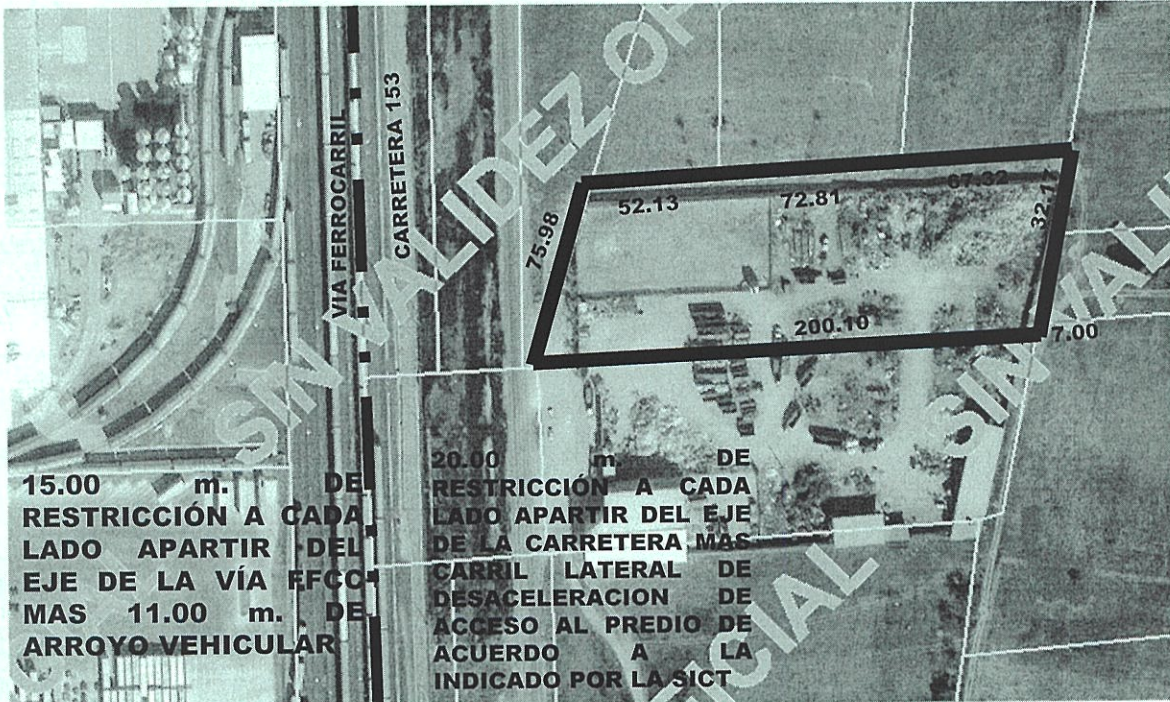 SIN VALIDEZ OF
VIA FERROCARRIL
CARRETERA 153
75.98
52.13
72.81
67.32
32.17
200.10
7.00
15.00 m. DE
RESTRICCIÓN A CADA
LADO APARTIR DEL
EJE DE LA VÍA FFCC
MAS 11.00 m. DE
ARROYO VEHICULAR
20.00 m. DE
RESTRICCIÓN A CADA
LADO APARTIR DEL EJE
DE LA CARRETERA MAS
CARRIL LATERAL DE
DESACELERACION DE
ACCESO AL PREDIO DE
ACUERDO A LA
INDICADO POR LA SICT
SIN VALI
ICIAL